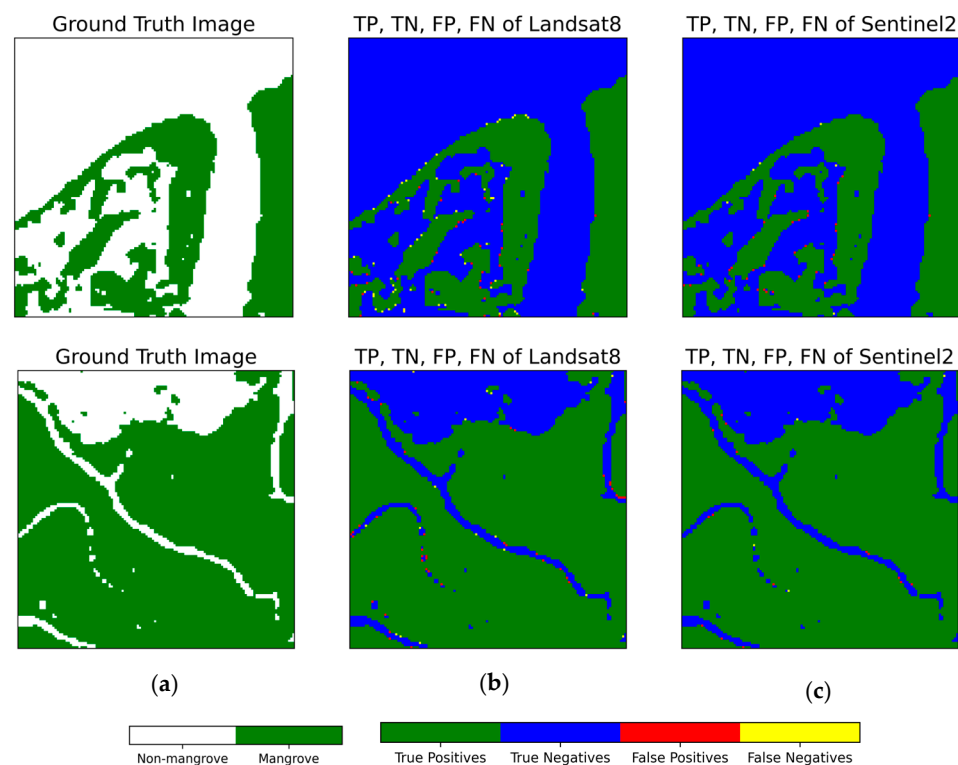 Ground Truth Image
TP, TN, FP, FN of Landsat8
TP, TN, FP, FN of Sentinel2
Ground Truth Image
TP, TN, FP, FN of Landsat8
TP, TN, FP, FN of Sentinel2
(a)
(b)
(c)
Non-mangrove
Mangrove
True Positives
True Negatives
False Positives
False Negatives